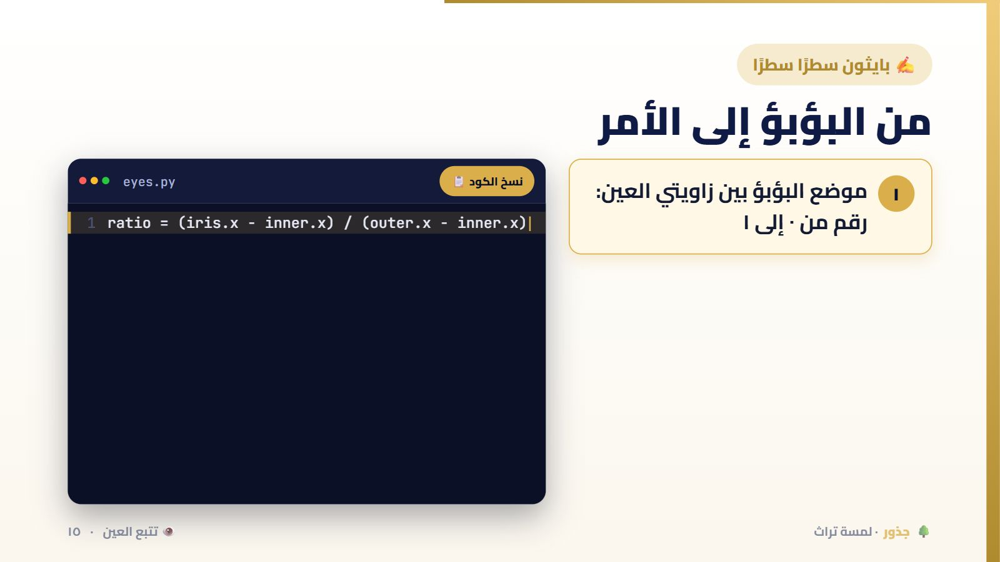 ✍️ بايثون سطرًا سطرًا
من البؤبؤ إلى الأمر
١
موضع البؤبؤ بين زاويتي العين:
رقم من ٠ إلى ١
eyes.py
نسخ الكود 📋
1 ratio = (iris.x - inner.x) / (outer.x - inner.x)
🌳 جذور · لمسة تراث
👁️ تتبع العين · ١٥